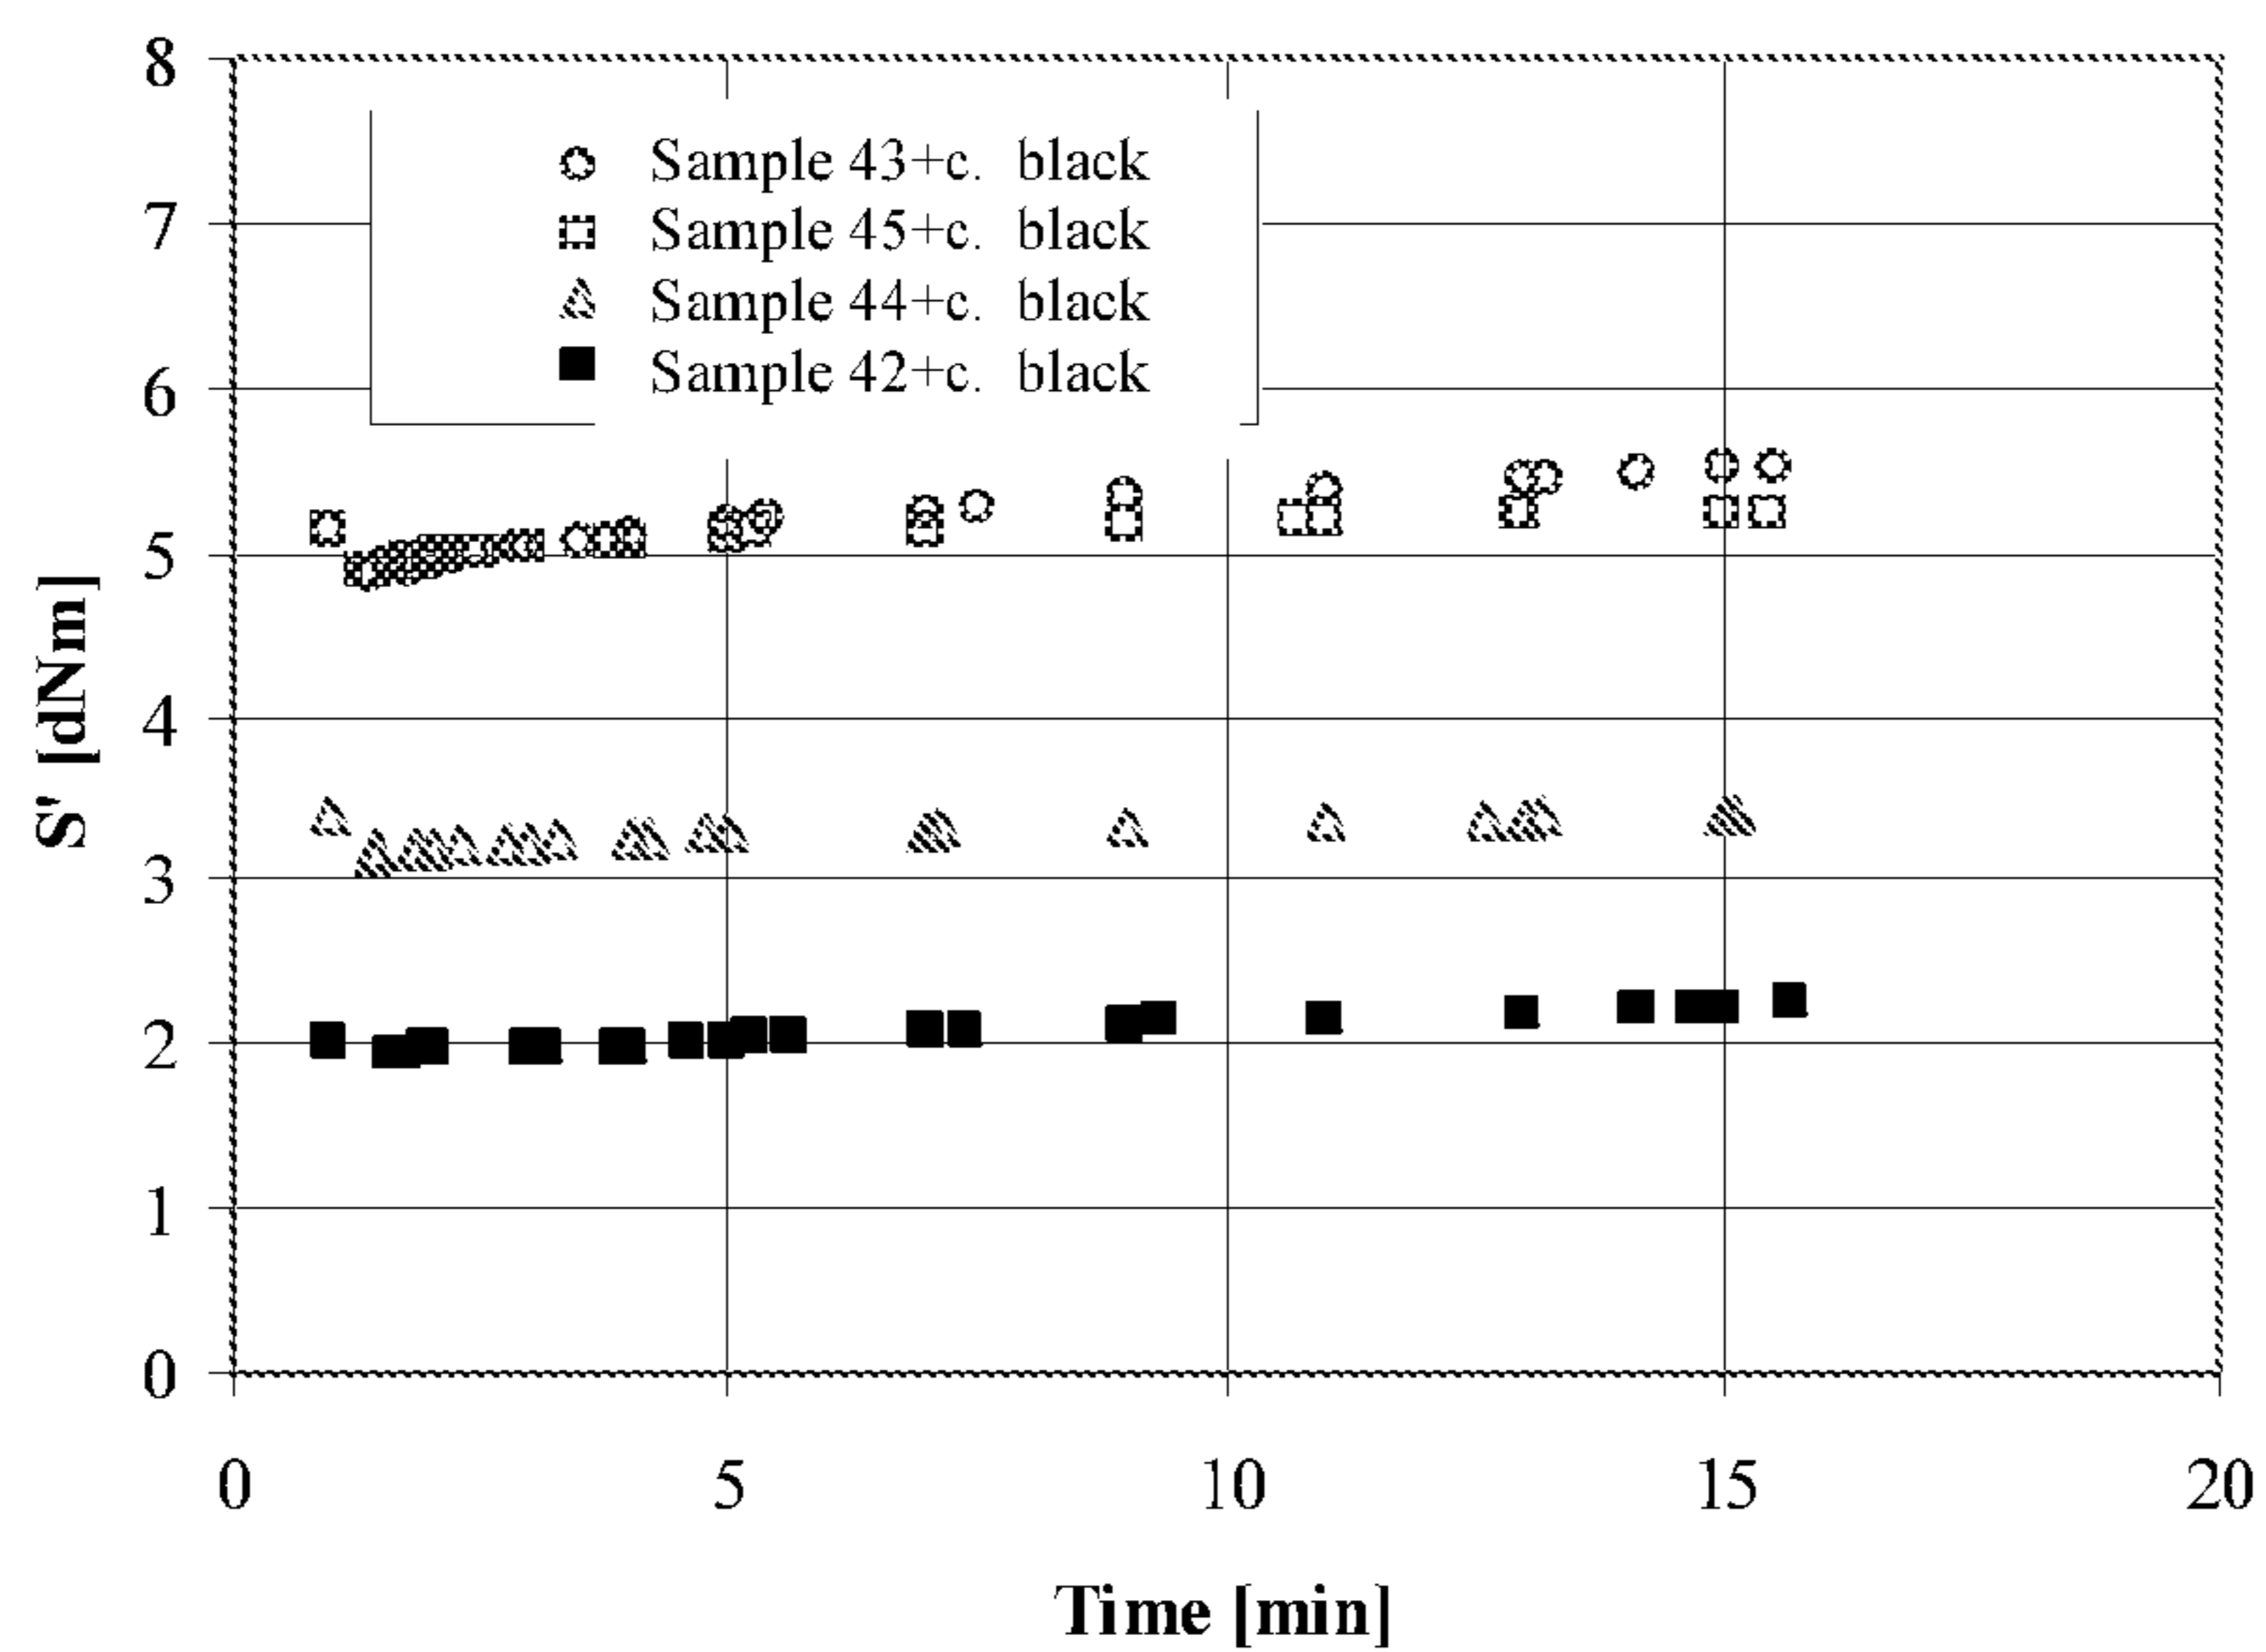 8
7
6
5
4
3
2
1
0
S' [dNm]
Sample 43+c. black
Sample 45+c. black
Sample 44+c. black
Sample 42+c. black
0 5 10 15 20
Time [min]